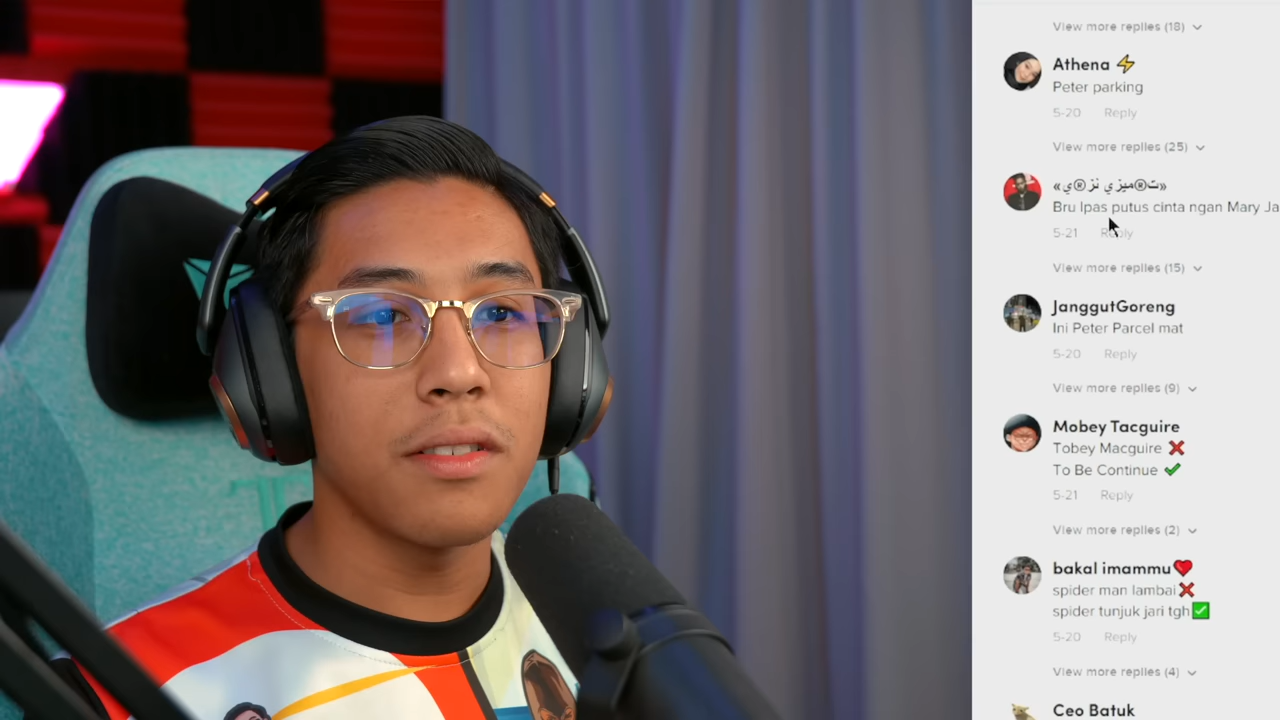 View more replies (18)
Athena ⚡
Peter parking
5-20 Reply
View more replies (25)
«ت®ميزي نز®ي»
Bru lpas putus cinta ngan Mary Ja
5-21 Reply
View more replies (15)
JanggutGoreng
Ini Peter Parcel mat
5-20 Reply
View more replies (9)
Mobey Tacguire
Tobey Macguire ❌
To Be Continue ✔
5-21 Reply
View more replies (2)
bakal imammu❤
spider man lambai❌
spider tunjuk jari tgh✅
5-20 Reply
View more replies (4)
Ceo Batuk